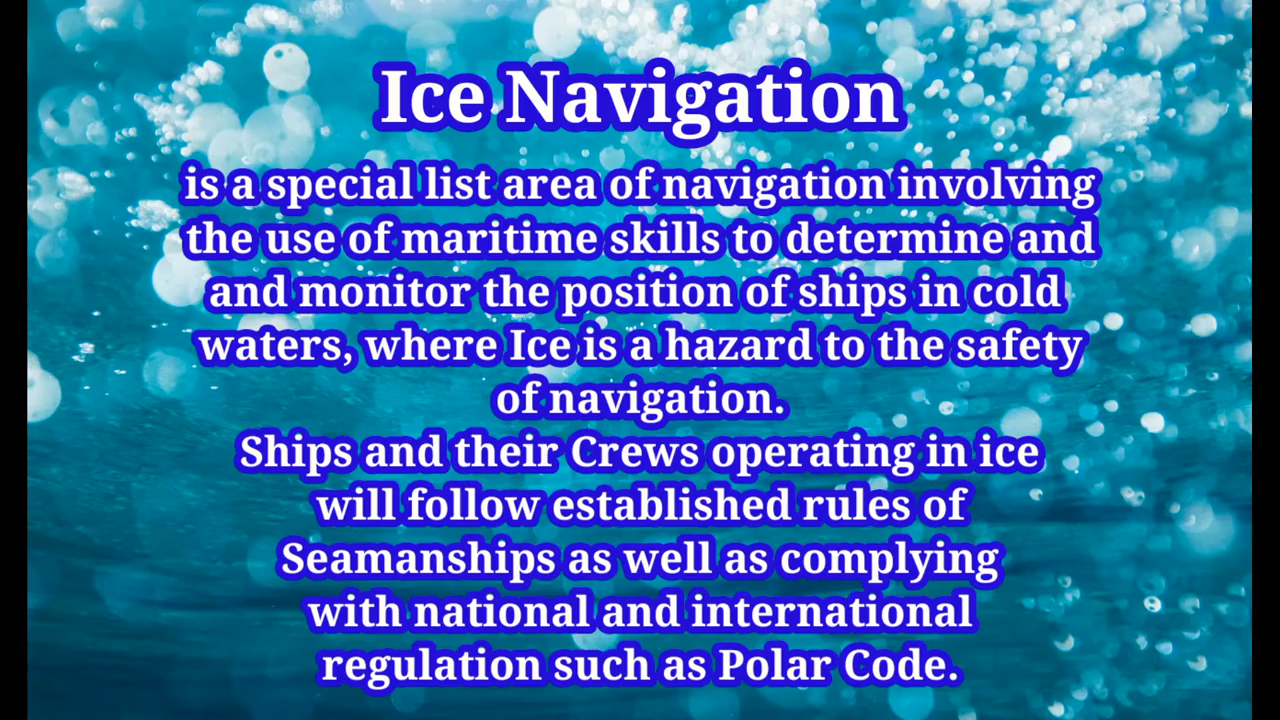 Ice Navigation
is a special list area of navigation involving
the use of maritime skills to determine and
and monitor the position of ships in cold
waters, where Ice is a hazard to the safety
of navigation.
Ships and their Crews operating in ice
will follow established rules of
Seamanships as well as complying
with national and international
regulation such as Polar Code.